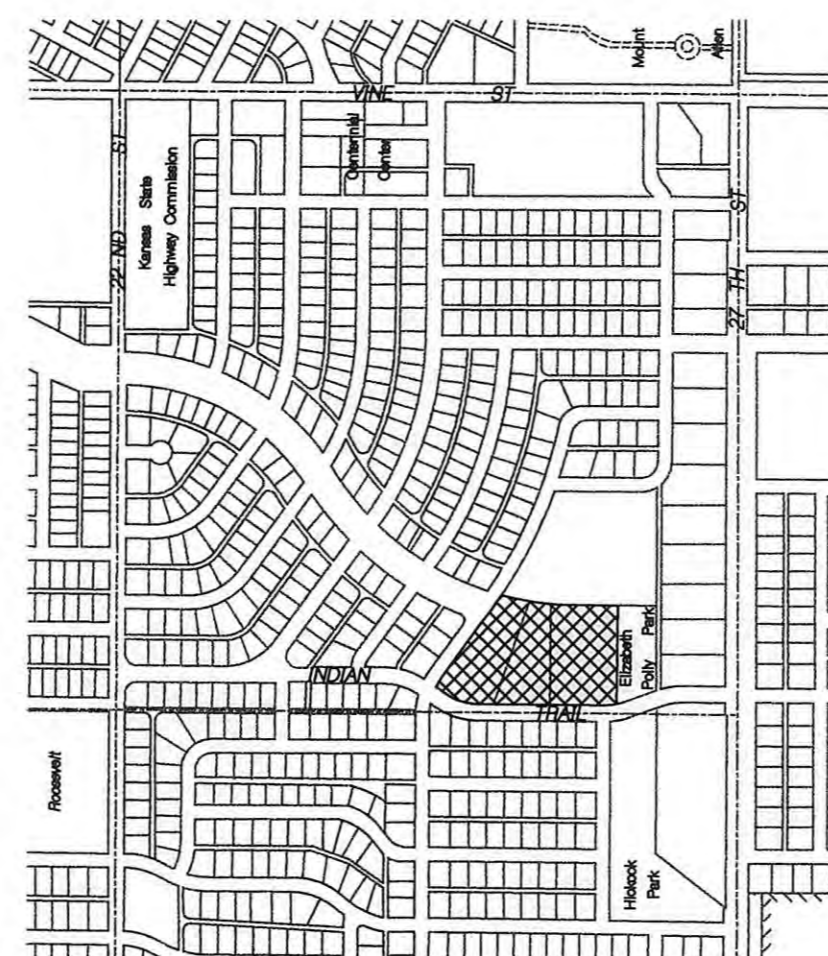 Mount
Allen
VINE ST
Centennial
Center
22 ND ST
Kansas State
Highway Commission
27 TH ST
Elizabeth
Polly Park
INDIAN
TRAIL
Roosevelt
Hickok
Park